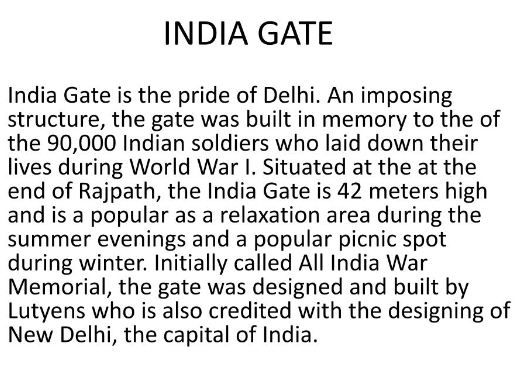 INDIA GATE
India Gate is the pride of Delhi. An imposing
structure, the gate was built in memory to the of
the 90,000 Indian soldiers who laid down their
lives during World War I. Situated at the at the
end of Rajpath, the India Gate is 42 meters high
and is a popular as a relaxation area during the
summer evenings and a popular picnic spot
during winter. Initially called All India War
Memorial, the gate was designed and built by
Lutyens who is also credited with the designing of
New Delhi, the capital of India.